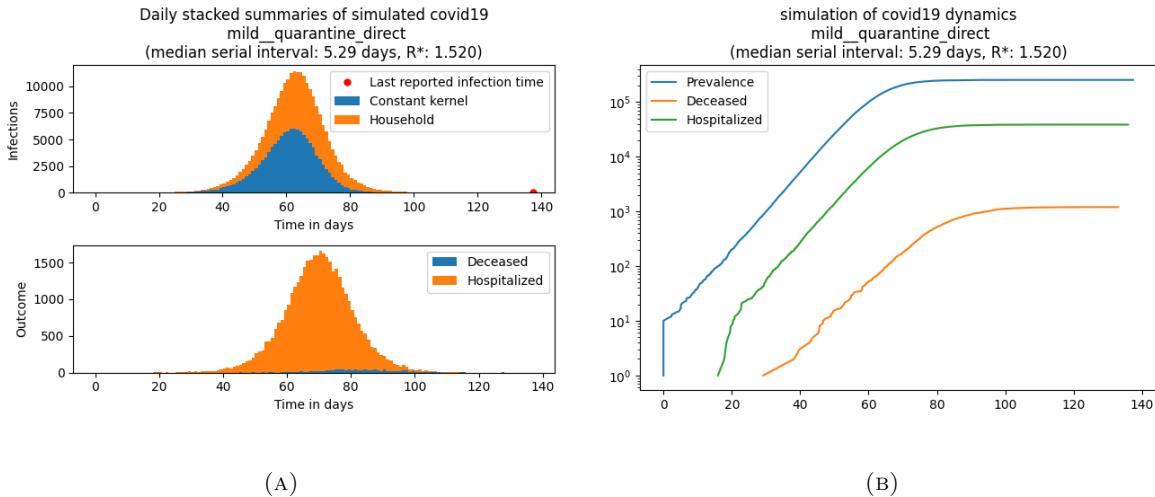 Daily stacked summaries of simulated covid19
mild__quarantine_direct
(median serial interval: 5.29 days, R*: 1.520)
10000
7500
5000
2500
0
Infections
Last reported infection time
Constant kernel
Household
0 20 40 60 80 100 120 140
Time in days
1500
1000
500
0
Outcome
Deceased
Hospitalized
0 20 40 60 80 100 120 140
Time in days
(A)
simulation of covid19 dynamics
mild__quarantine_direct
(median serial interval: 5.29 days, R*: 1.520)
Prevalence
Deceased
Hospitalized
10⁵
10⁴
10³
10²
10¹
10⁰
0 20 40 60 80 100 120 140
(B)